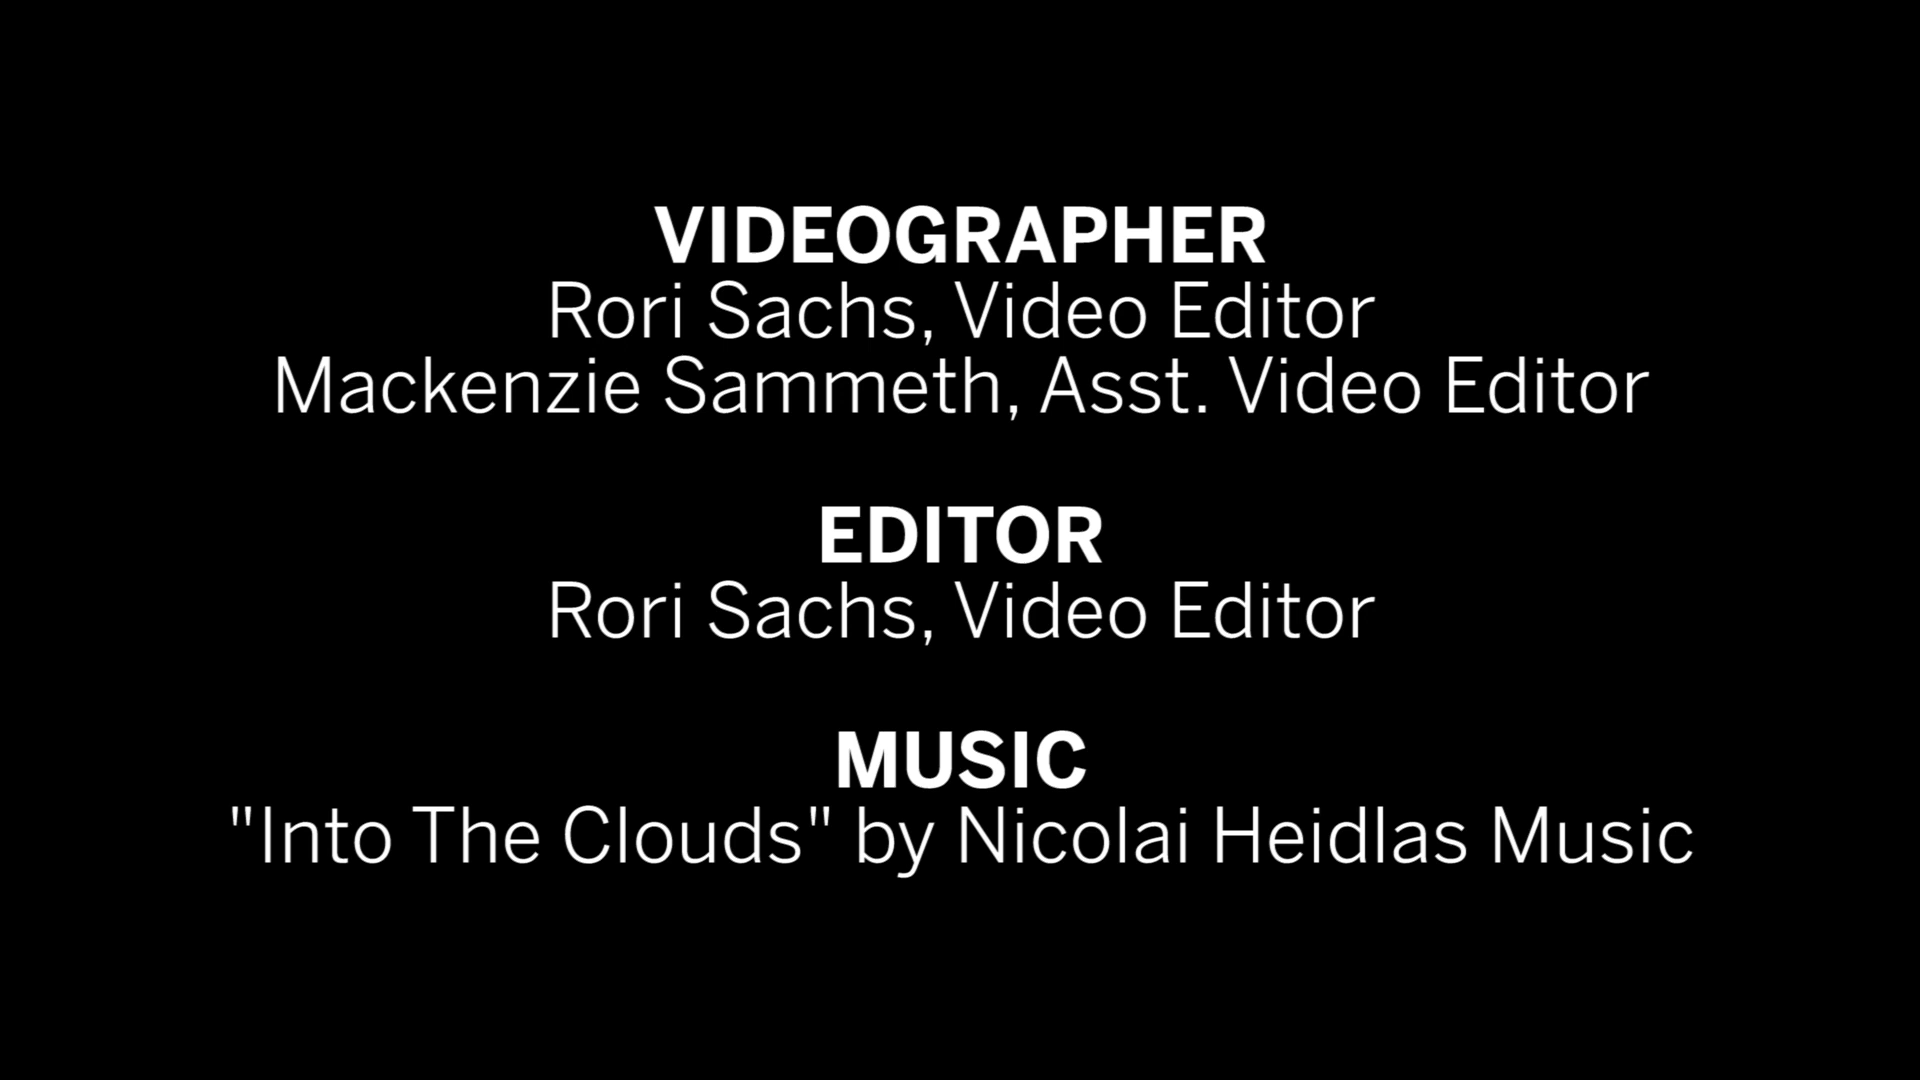 VIDEOGRAPHER
Rori Sachs, Video Editor
Mackenzie Sammeth, Asst. Video Editor
EDITOR
Rori Sachs, Video Editor
MUSIC
"Into The Clouds" by Nicolai Heidlas Music